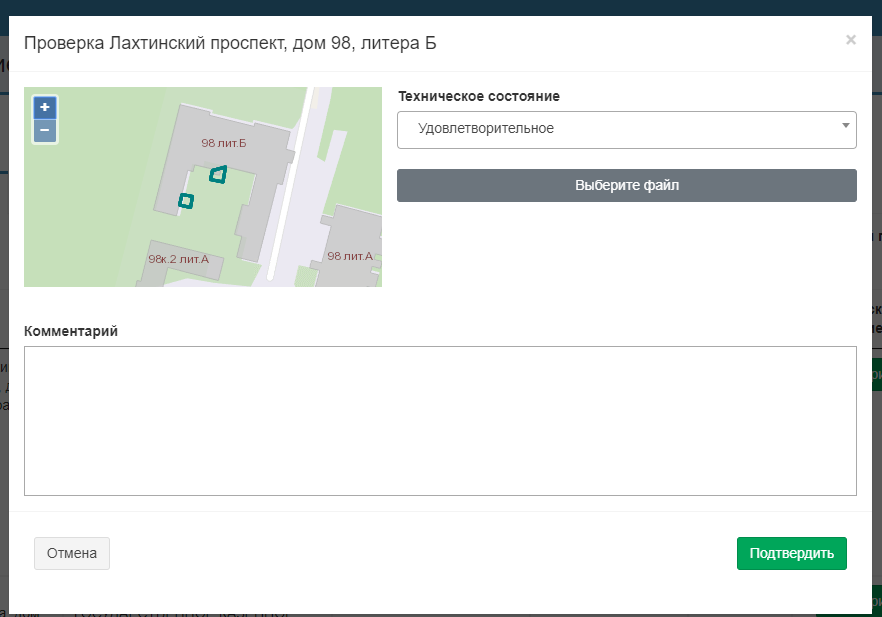 Проверка Лахтинский проспект, дом 98, литера Б
×
+
−
98 лит.Б
98к.2 лит.А
98 лит.А
Техническое состояние
Удовлетворительное
Выберите файл
Комментарий
Отмена
Подтвердить